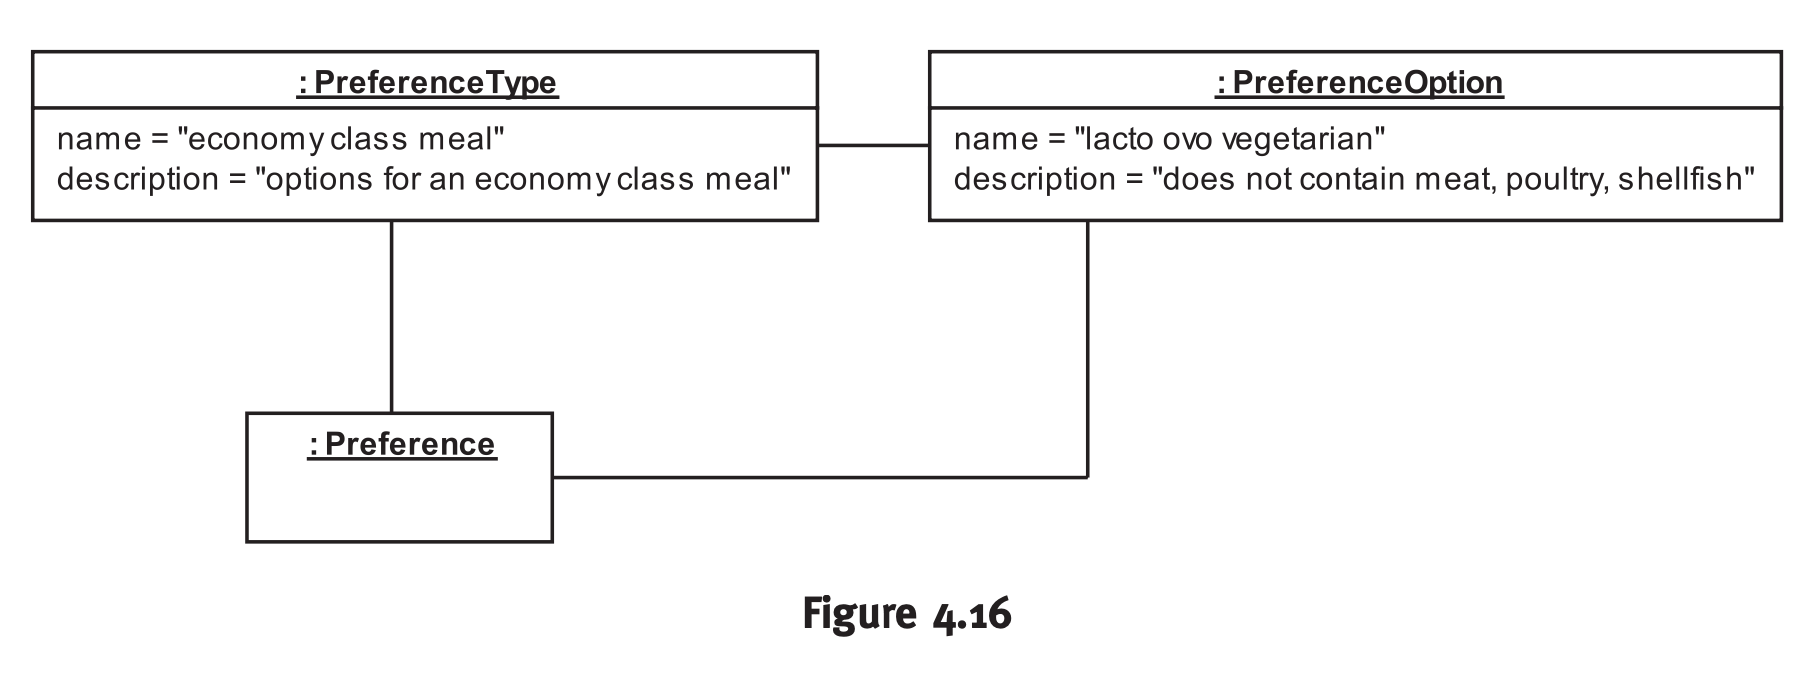 : PreferenceType
name = "economy class meal"
description = "options for an economy class meal"
: PreferenceOption
name = "lacto ovo vegetarian"
description = "does not contain meat, poultry, shellfish"
: Preference
Figure 4.16